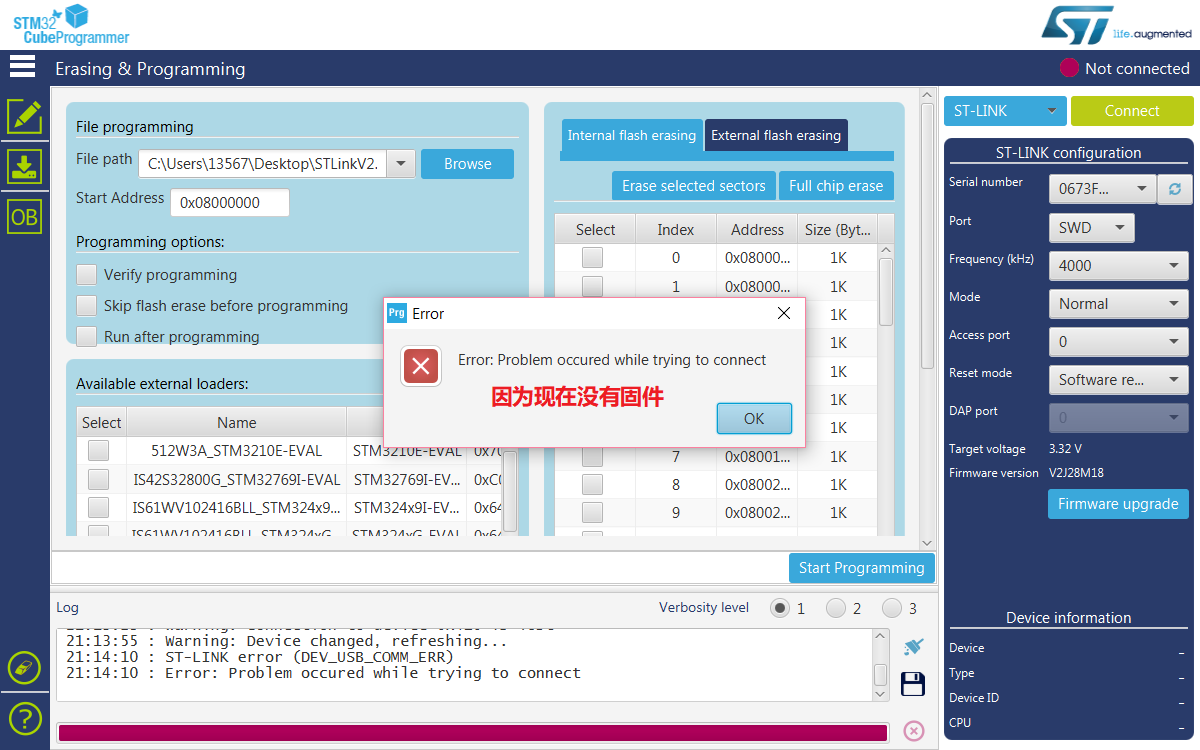 STM32
CubeProgrammer
life.augmented
Erasing & Programming
Not connected
File programming
File path
C:\Users\13567\Desktop\STLinkV2.
Browse
Start Address
0x08000000
Programming options:
Verify programming
Skip flash erase before programming
Run after programming
Available external loaders:
Select
Name
512W3A_STM3210E-EVAL
STM3210E-EVAL
0x70
IS42S32800G_STM32769I-EVAL
STM32769I-EV...
0xC0
IS61WV102416BLL_STM324x9...
STM324x9I-EV...
0x64
IS61WV102416BLL_STM324xG
STM324xG-EVAL
0x64
Internal flash erasing
External flash erasing
Erase selected sectors
Full chip erase
Select
Index
Address
Size (Byt...
0
0x08000...
1K
1
0x08000...
1K
1K
1K
1K
1K
1K
7
0x08001...
1K
8
0x08002...
1K
9
0x08002...
1K
Prg
Error
Error: Problem occured while trying to connect
因为现在没有固件
OK
Start Programming
Log
Verbosity level
1
2
3
21:13:55 : Warning: Device changed, refreshing...
21:14:10 : ST-LINK error (DEV_USB_COMM_ERR)
21:14:10 : Error: Problem occured while trying to connect
OB
ST-LINK
Connect
ST-LINK configuration
Serial number
0673F...
Port
SWD
Frequency (kHz)
4000
Mode
Normal
Access port
0
Reset mode
Software re...
DAP port
0
Target voltage
3.32 V
Firmware version
V2J28M18
Firmware upgrade
Device information
Device
-
Type
-
Device ID
-
CPU
-